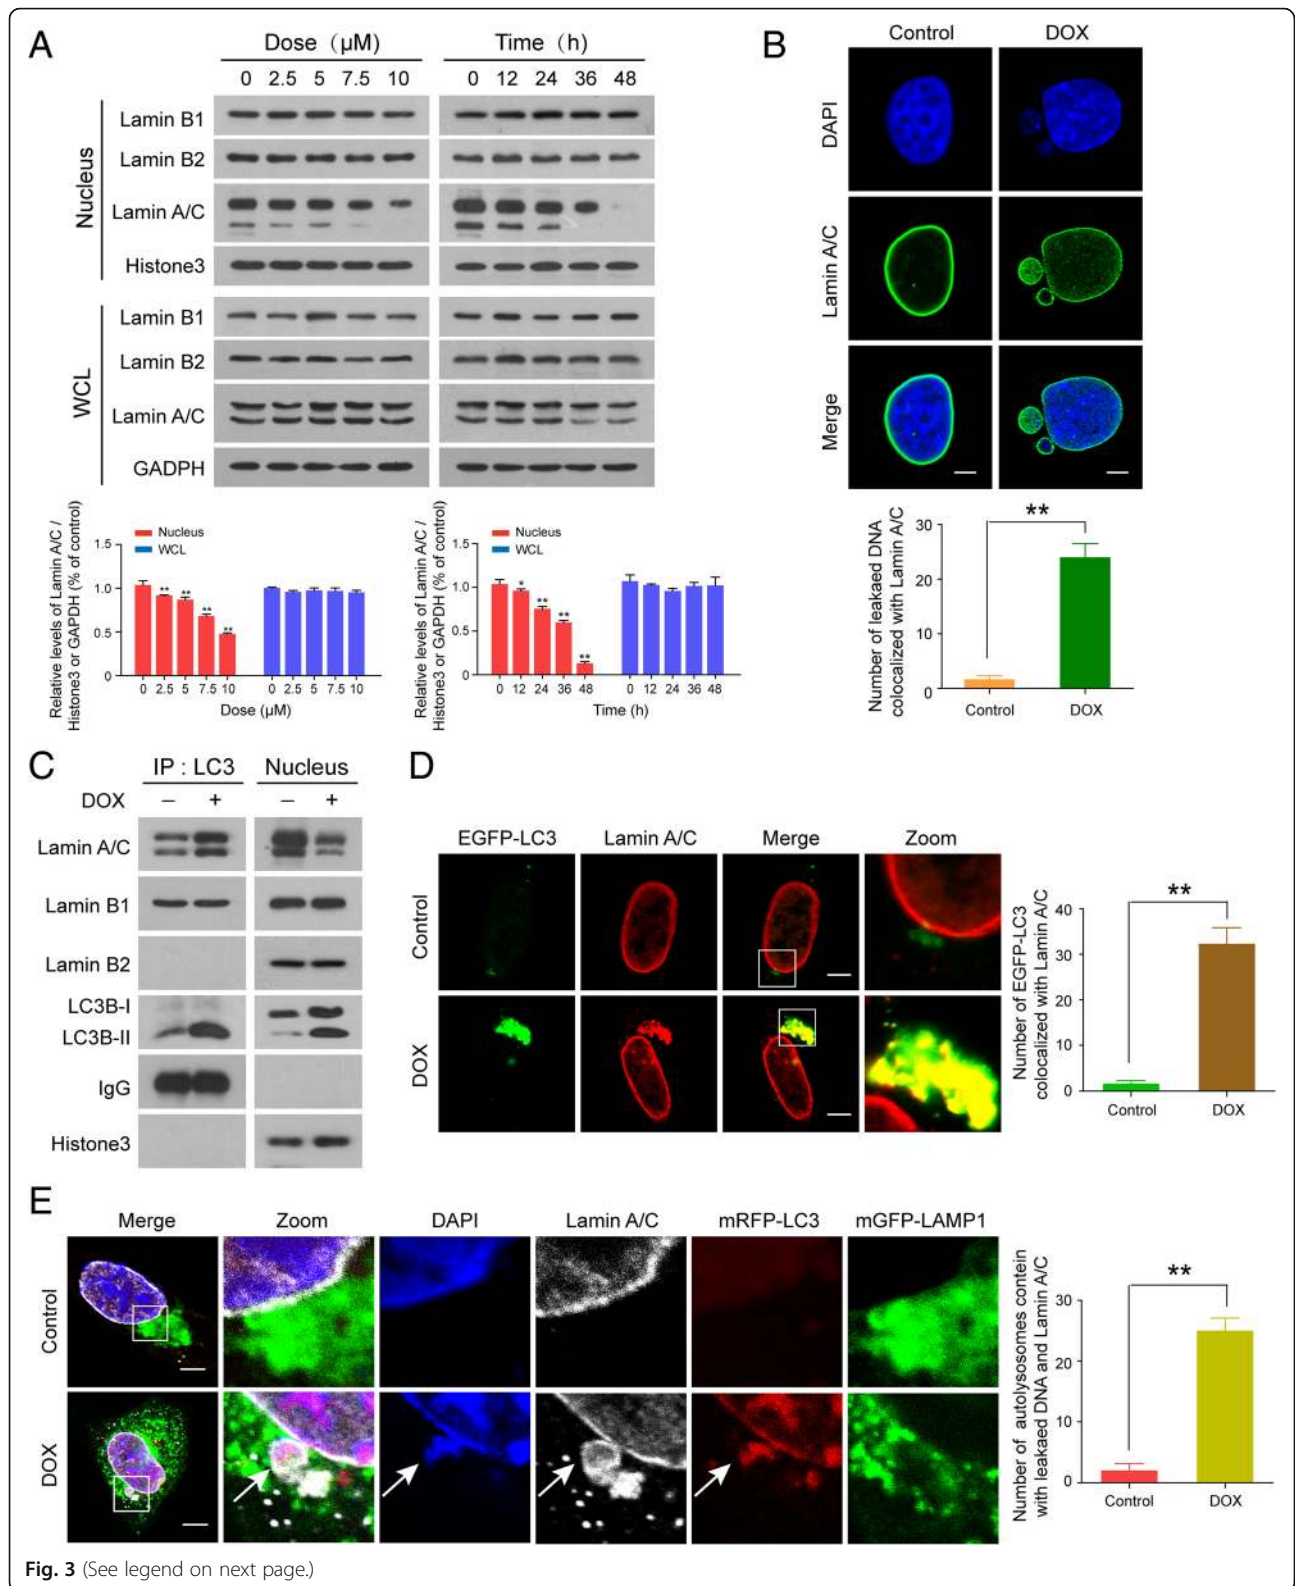 A
Dose (μM)
Time (h)
0 2.5 5 7.5 10
0 12 24 36 48
Nucleus
Lamin B1
Lamin B2
Lamin A/C
Histone3
WCL
Lamin B1
Lamin B2
Lamin A/C
GADPH
Relative levels of Lamin A/C /
Histone3 or GAPDH (% of control)
Nucleus
WCL
1.5
1.0
0.5
0
0 2.5 5 7.5 10
0 2.5 5 7.5 10
** ** ** **
Dose (μM)
Relative levels of Lamin A/C /
Histone3 or GAPDH (% of control)
Nucleus
WCL
1.5
1.0
0.5
0
0 12 24 36 48
0 12 24 36 48
* ** ** **
Time (h)
B
Control
DOX
DAPI
Lamin A/C
Merge
Number of leakaed DNA
colocalized with Lamin A/C
30
20
10
0
**
Control
DOX
C
IP : LC3
Nucleus
DOX
– +
– +
Lamin A/C
Lamin B1
Lamin B2
LC3B-I
LC3B-II
IgG
Histone3
D
EGFP-LC3
Lamin A/C
Merge
Zoom
Control
DOX
Number of EGFP-LC3
colocalized with Lamin A/C
40
30
20
10
0
**
Control
DOX
E
Merge
Zoom
DAPI
Lamin A/C
mRFP-LC3
mGFP-LAMP1
Control
DOX
Number of autolysosomes contein
with leakaed DNA and Lamin A/C
30
20
10
0
**
Control
DOX
Fig. 3 (See legend on next page.)